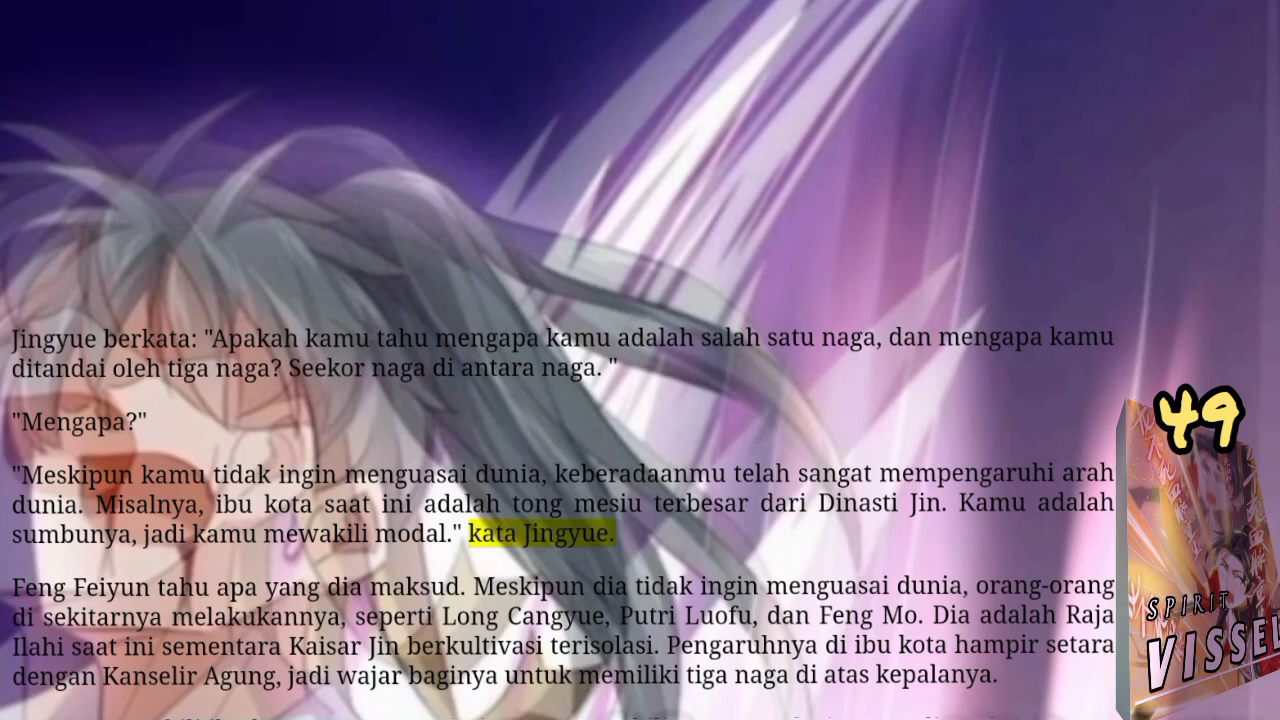 Jingyue berkata: "Apakah kamu tahu mengapa kamu adalah salah satu naga, dan mengapa kamu
ditandai oleh tiga naga? Seekor naga di antara naga. "
"Mengapa?"
"Meskipun kamu tidak ingin menguasai dunia, keberadaanmu telah sangat mempengaruhi arah
dunia. Misalnya, ibu kota saat ini adalah tong mesiu terbesar dari Dinasti Jin. Kamu adalah
sumbunya, jadi kamu mewakili modal." kata Jingyue.
Feng Feiyun tahu apa yang dia maksud. Meskipun dia tidak ingin menguasai dunia, orang-orang
di sekitarnya melakukannya, seperti Long Cangyue, Putri Luofu, dan Feng Mo. Dia adalah Raja
Ilahi saat ini sementara Kaisar Jin berkultivasi terisolasi. Pengaruhnya di ibu kota hampir setara
dengan Kanselir Agung, jadi wajar baginya untuk memiliki tiga naga di atas kepalanya.
49
SPIRIT
VISSEL